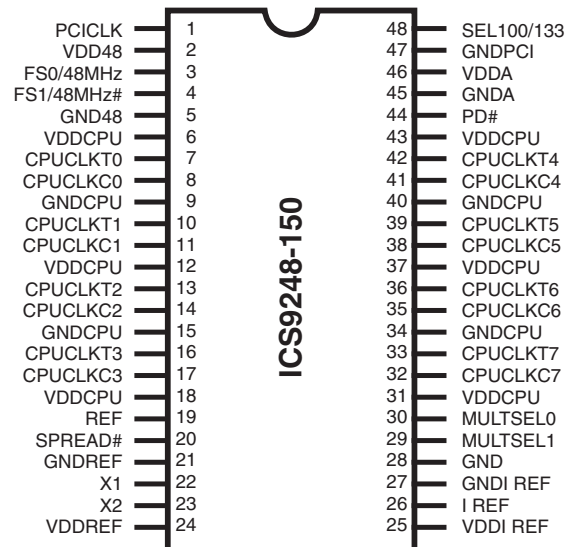 PCICLK 1 48 SEL100/133
VDD48 2 47 GNDPCI
FS0/48MHz 3 46 VDDA
FS1/48MHz# 4 45 GNDA
GND48 5 44 PD#
VDDCPU 6 43 VDDCPU
CPUCLKT0 7 42 CPUCLKT4
CPUCLKC0 8 41 CPUCLKC4
GNDCPU 9 40 GNDCPU
CPUCLKT1 10 39 CPUCLKT5
CPUCLKC1 11 38 CPUCLKC5
VDDCPU 12 37 VDDCPU
CPUCLKT2 13 36 CPUCLKT6
CPUCLKC2 14 35 CPUCLKC6
GNDCPU 15 34 GNDCPU
CPUCLKT3 16 33 CPUCLKT7
CPUCLKC3 17 32 CPUCLKC7
VDDCPU 18 31 VDDCPU
REF 19 30 MULTSEL0
SPREAD# 20 29 MULTSEL1
GNDREF 21 28 GND
X1 22 27 GNDI REF
X2 23 26 I REF
VDDREF 24 25 VDDI REF
ICS9248-150